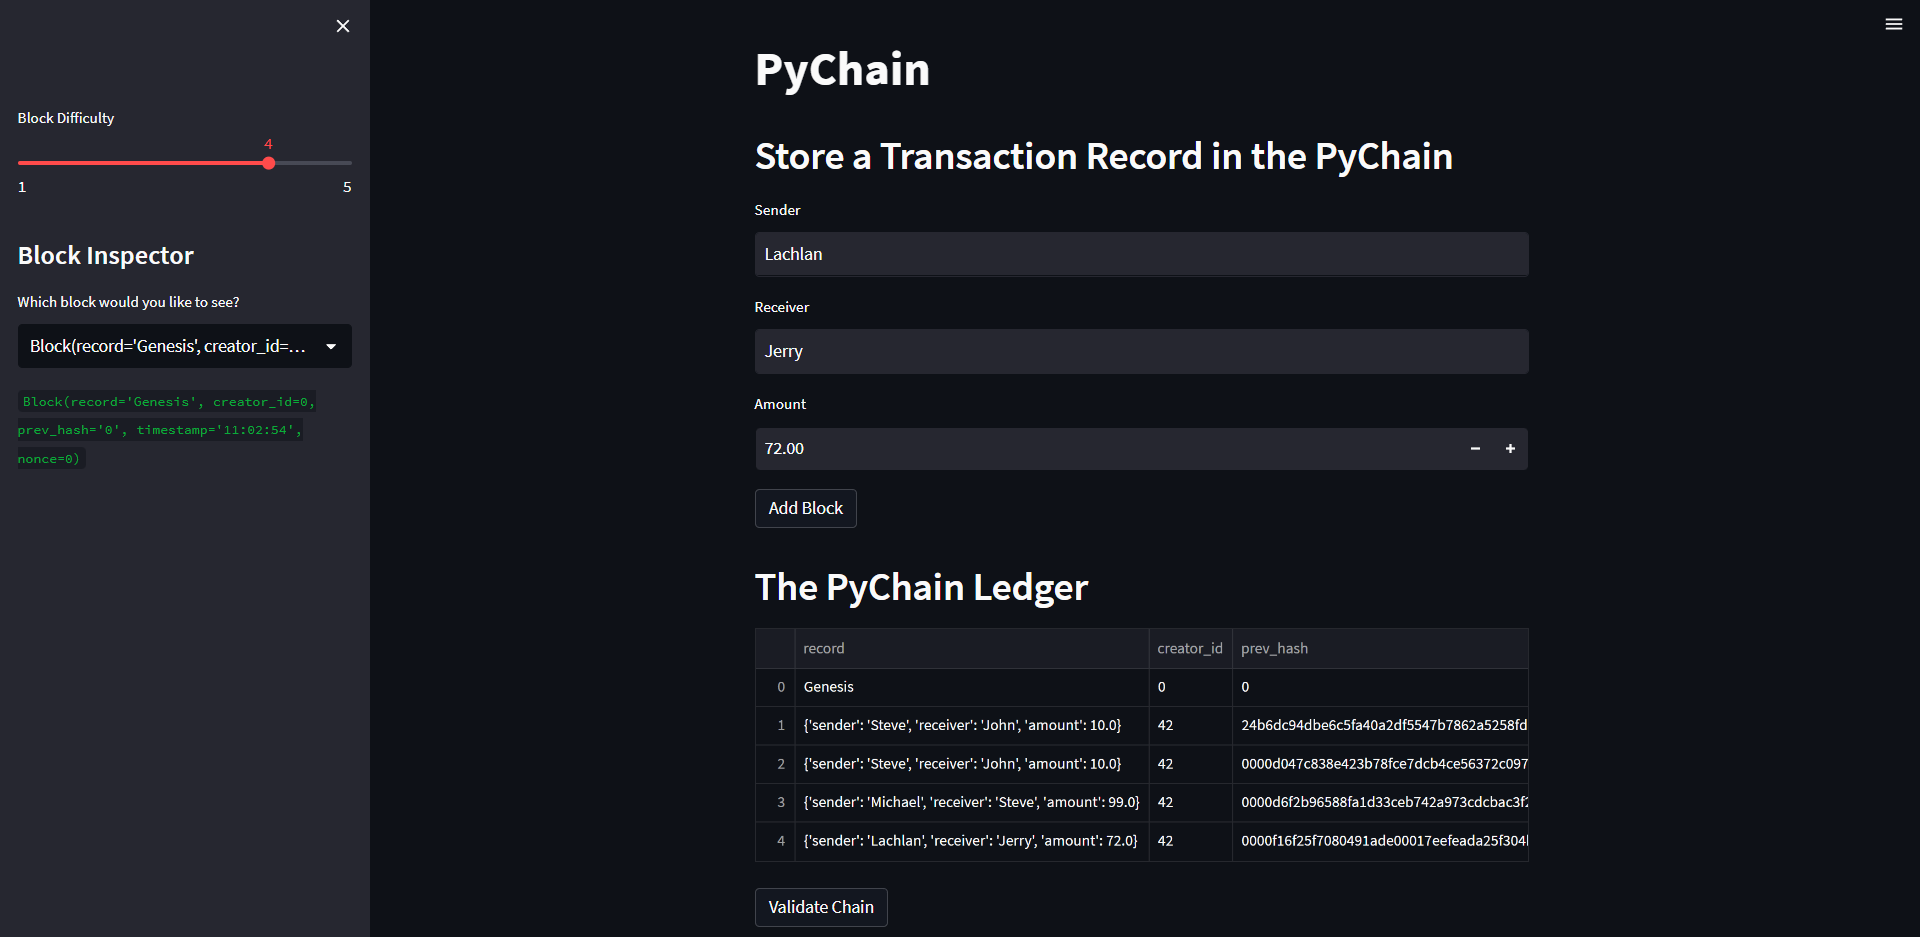 Block Difficulty
4
1 5
Block Inspector
Which block would you like to see?
Block(record='Genesis', creator_id=...
Block(record='Genesis', creator_id=0,
prev_hash='0', timestamp='11:02:54',
nonce=0)
PyChain
Store a Transaction Record in the PyChain
Sender
Lachlan
Receiver
Jerry
Amount
72.00
Add Block
The PyChain Ledger
record creator_id prev_hash
0 Genesis 0 0
1 {'sender': 'Steve', 'receiver': 'John', 'amount': 10.0} 42 24b6dc94dbe6c5fa40a2df5547b7862a5258fd
2 {'sender': 'Steve', 'receiver': 'John', 'amount': 10.0} 42 0000d047c838e423b78fce7dcb4ce56372c097
3 {'sender': 'Michael', 'receiver': 'Steve', 'amount': 99.0} 42 0000d6f2b96588fa1d33ceb742a973cdcbac3f2
4 {'sender': 'Lachlan', 'receiver': 'Jerry', 'amount': 72.0} 42 0000f16f25f7080491ade00017eefeada25f304
Validate Chain